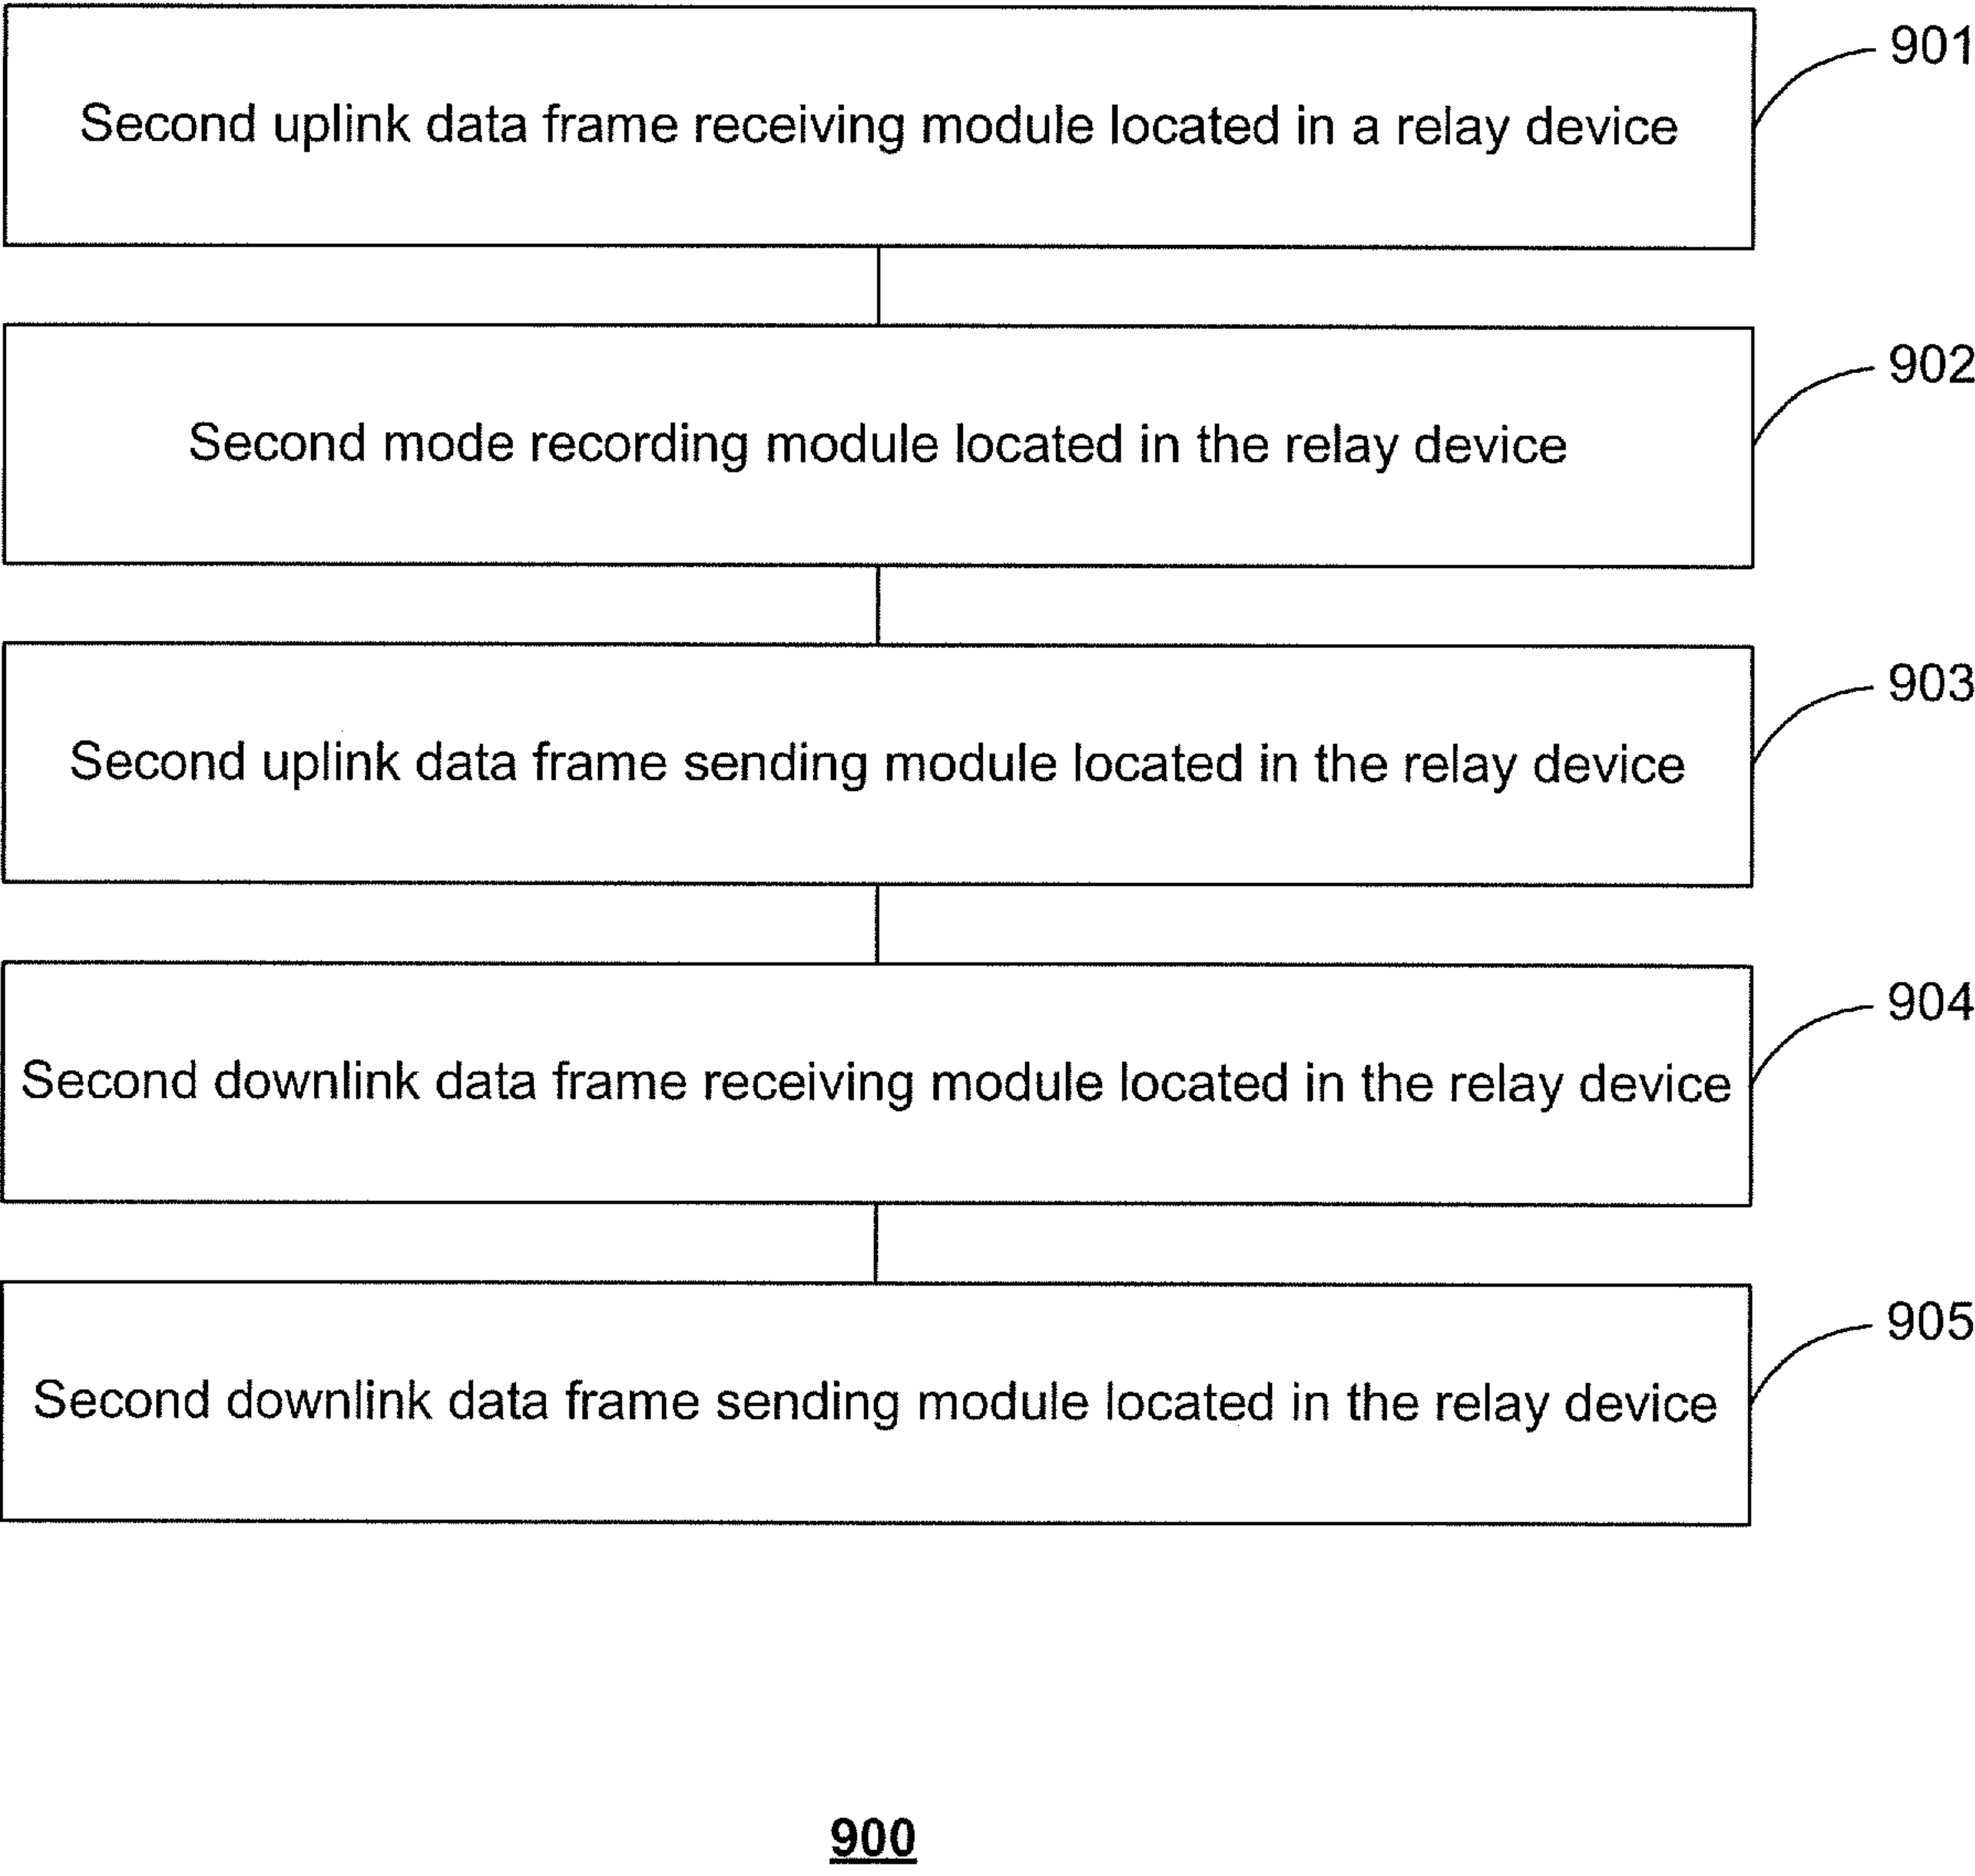 901
Second uplink data frame receiving module located in a relay device
902
Second mode recording module located in the relay device
903
Second uplink data frame sending module located in the relay device
904
Second downlink data frame receiving module located in the relay device
905
Second downlink data frame sending module located in the relay device
900